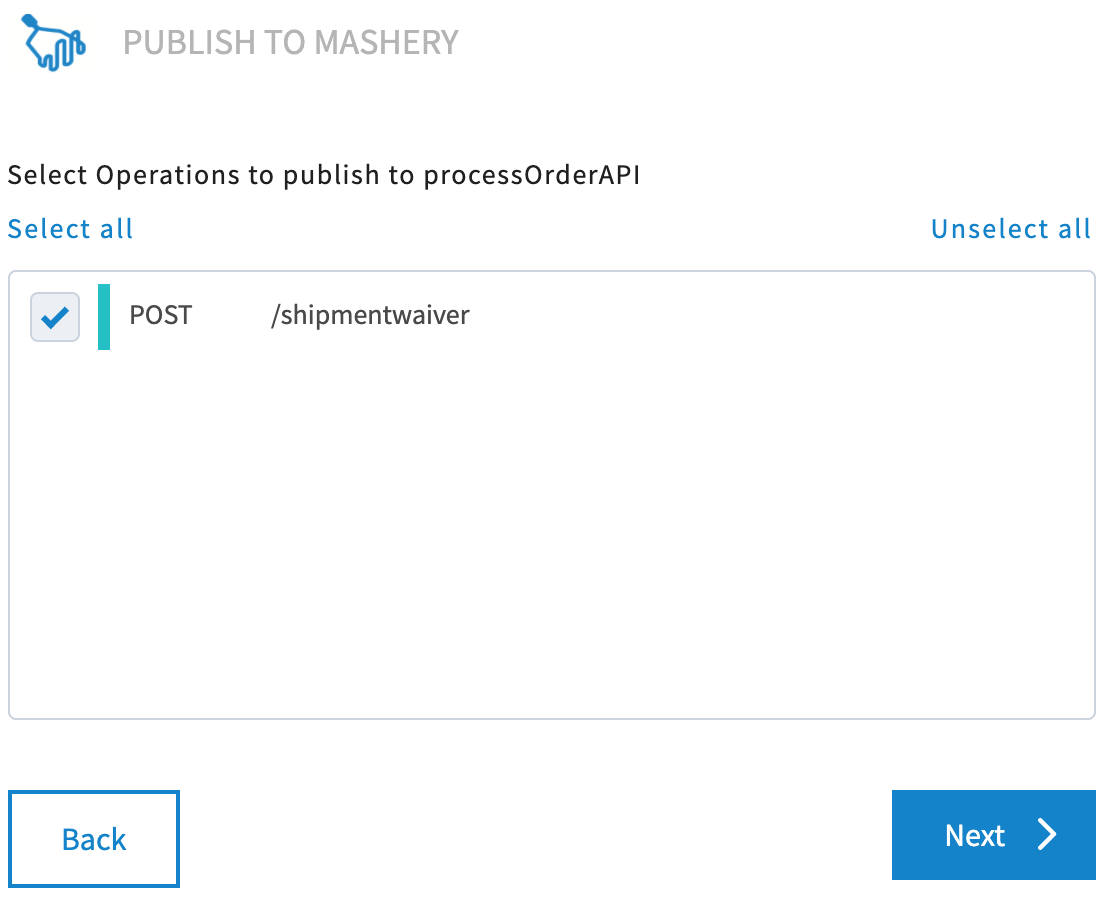 PUBLISH TO MASHERY
Select Operations to publish to processOrderAPI
Select all Unselect all
POST /shipmentwaiver
Back Next